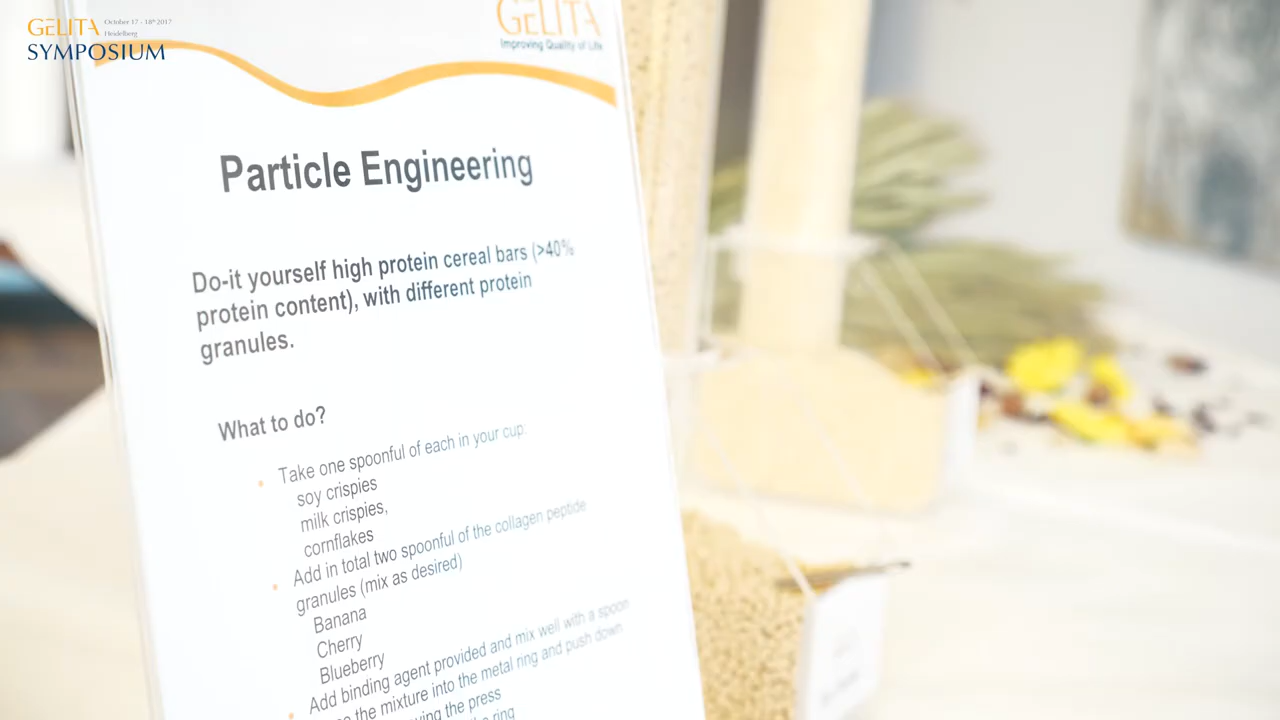 GELITA
October 17 - 18th 2017
Heidelberg
SYMPOSIUM
GELITA
Improving Quality of Life
Particle Engineering
Do-it yourself high protein cereal bars (>40%
protein content), with different protein
granules.
What to do?
Take one spoonful of each in your cup:
soy crispies
milk crispies,
cornflakes
Add in total two spoonful of the collagen peptide
granules (mix as desired)
Banana
Cherry
Blueberry
Add binding agent provided and mix well with a spoon
the mixture into the metal ring and push down
the press
the ring